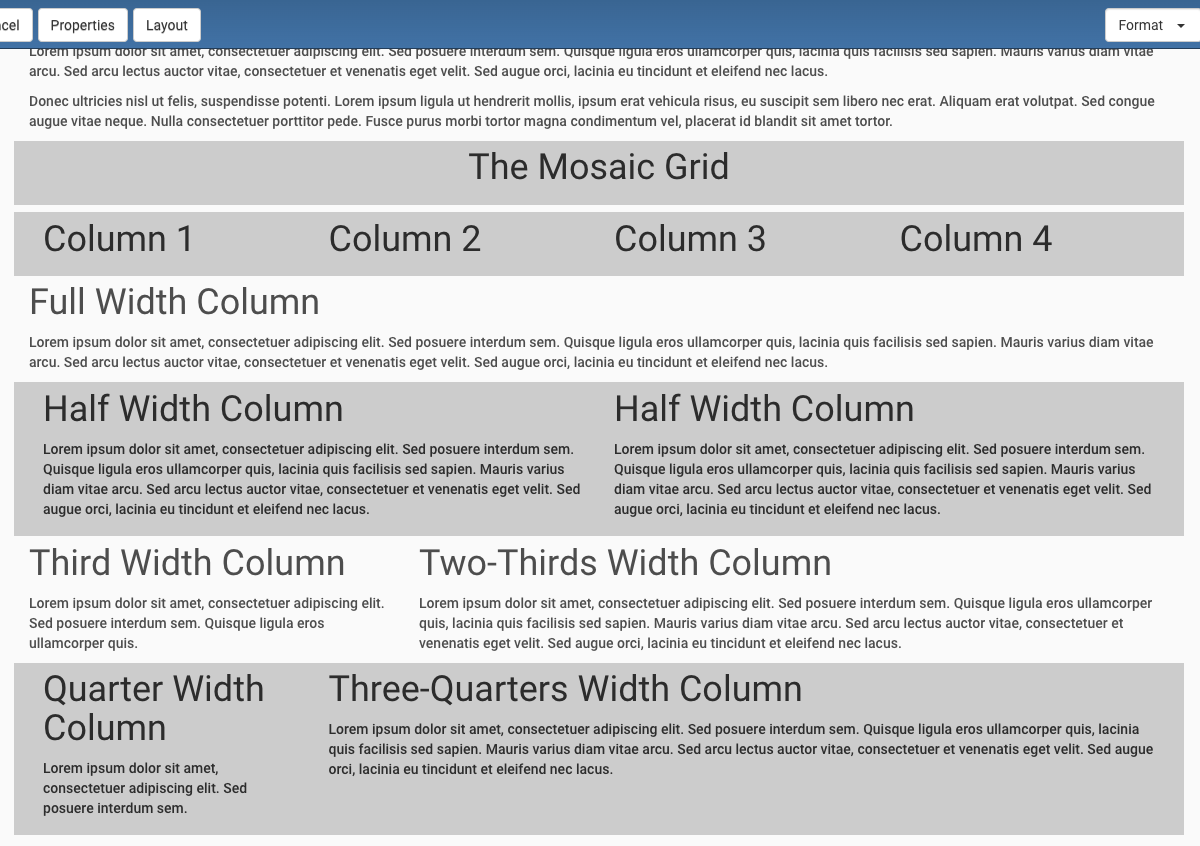 cel Properties Layout Format
Lorem ipsum dolor sit amet, consectetuer adipiscing elit. Sed posuere interdum sem. Quisque ligula eros ullamcorper quis, lacinia quis facilisis sed sapien. Mauris varius diam vitae
arcu. Sed arcu lectus auctor vitae, consectetuer et venenatis eget velit. Sed augue orci, lacinia eu tincidunt et eleifend nec lacus.
Donec ultricies nisl ut felis, suspendisse potenti. Lorem ipsum ligula ut hendrerit mollis, ipsum erat vehicula risus, eu suscipit sem libero nec erat. Aliquam erat volutpat. Sed congue
augue vitae neque. Nulla consectetuer porttitor pede. Fusce purus morbi tortor magna condimentum vel, placerat id blandit sit amet tortor.
The Mosaic Grid
Column 1 Column 2 Column 3 Column 4
Full Width Column
Lorem ipsum dolor sit amet, consectetuer adipiscing elit. Sed posuere interdum sem. Quisque ligula eros ullamcorper quis, lacinia quis facilisis sed sapien. Mauris varius diam vitae
arcu. Sed arcu lectus auctor vitae, consectetuer et venenatis eget velit. Sed augue orci, lacinia eu tincidunt et eleifend nec lacus.
Half Width Column
Lorem ipsum dolor sit amet, consectetuer adipiscing elit. Sed posuere interdum sem.
Quisque ligula eros ullamcorper quis, lacinia quis facilisis sed sapien. Mauris varius
diam vitae arcu. Sed arcu lectus auctor vitae, consectetuer et venenatis eget velit. Sed
augue orci, lacinia eu tincidunt et eleifend nec lacus.
Half Width Column
Lorem ipsum dolor sit amet, consectetuer adipiscing elit. Sed posuere interdum sem.
Quisque ligula eros ullamcorper quis, lacinia quis facilisis sed sapien. Mauris varius
diam vitae arcu. Sed arcu lectus auctor vitae, consectetuer et venenatis eget velit. Sed
augue orci, lacinia eu tincidunt et eleifend nec lacus.
Third Width Column
Lorem ipsum dolor sit amet, consectetuer adipiscing elit.
Sed posuere interdum sem. Quisque ligula eros
ullamcorper quis.
Two-Thirds Width Column
Lorem ipsum dolor sit amet, consectetuer adipiscing elit. Sed posuere interdum sem. Quisque ligula eros ullamcorper
quis, lacinia quis facilisis sed sapien. Mauris varius diam vitae arcu. Sed arcu lectus auctor vitae, consectetuer et
venenatis eget velit. Sed augue orci, lacinia eu tincidunt et eleifend nec lacus.
Quarter Width
Column
Lorem ipsum dolor sit amet,
consectetuer adipiscing elit. Sed
posuere interdum sem.
Three-Quarters Width Column
Lorem ipsum dolor sit amet, consectetuer adipiscing elit. Sed posuere interdum sem. Quisque ligula eros ullamcorper quis, lacinia
quis facilisis sed sapien. Mauris varius diam vitae arcu. Sed arcu lectus auctor vitae, consectetuer et venenatis eget velit. Sed augue
orci, lacinia eu tincidunt et eleifend nec lacus.